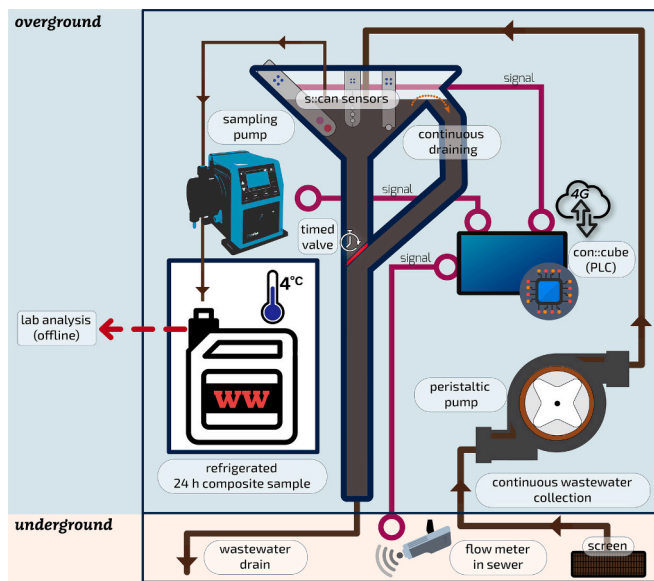 overground
signal
s::can sensors
sampling
pump
continuous
draining
4G
signal
timed
valve
con::cube
(PLC)
signal
4°C
lab analysis
(offline)
WW
peristaltic
pump
refrigerated
24 h composite sample
continuous wastewater
collection
underground
wastewater
drain
flow meter
in sewer
screen